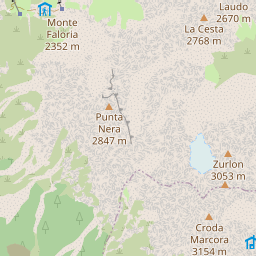 Laudo
2670 m
Monte
Faloria
2352 m
La Cesta
2768 m
Punta
Nera
2847 m
Zurlon
3053 m
Croda
Marcora
3154 m